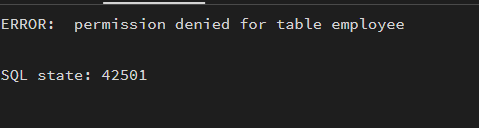 ERROR:  permission denied for table employee
SQL state: 42501